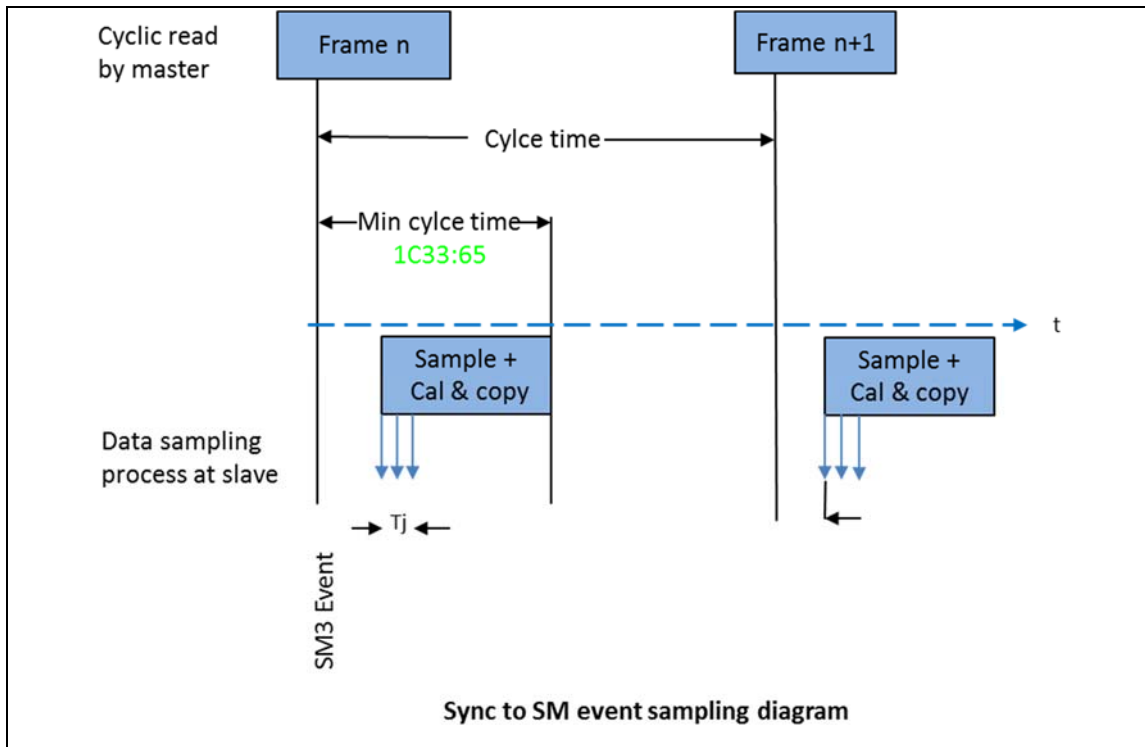 Cyclic read
by master
Frame n
Frame n+1
Cylce time
Min cylce time
1C33:65
t
Sample +
Cal & copy
Sample +
Cal & copy
Data sampling
process at slave
Tj
SM3 Event
Sync to SM event sampling diagram